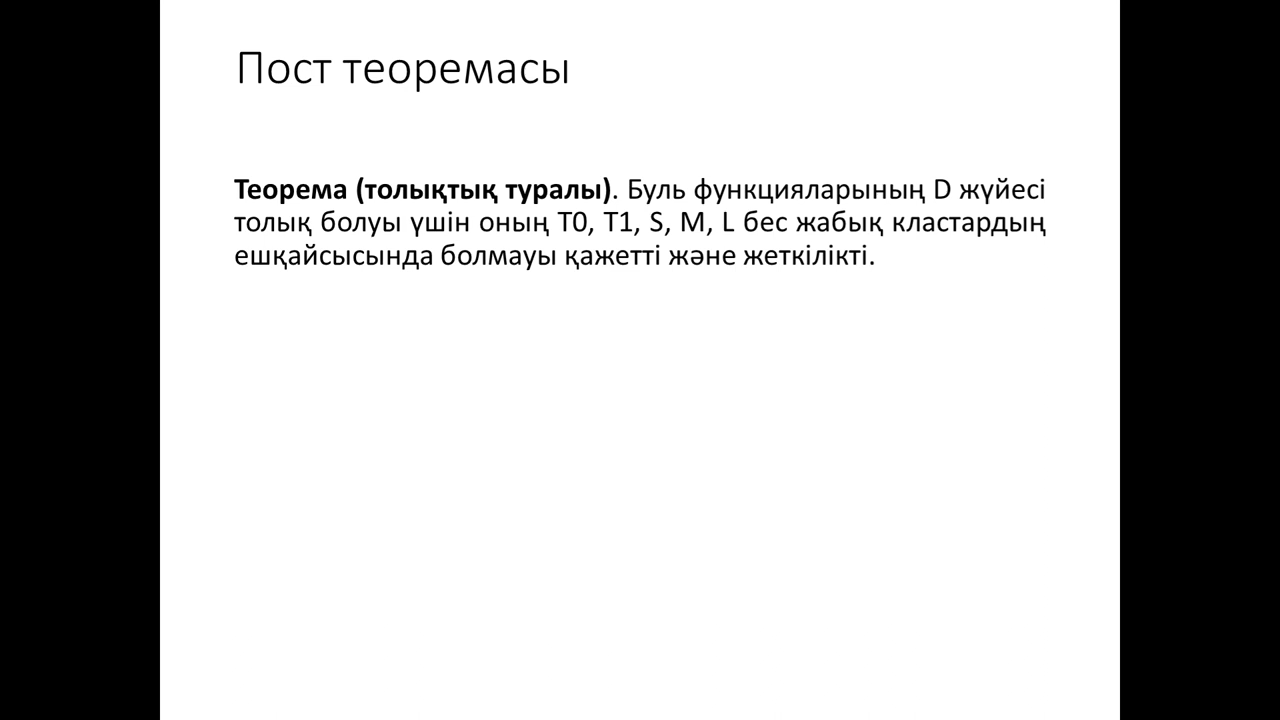 Пост теоремасы
Теорема (толықтық туралы). Буль функцияларының D жүйесі
толық болуы үшін оның T0, T1, S, M, L бес жабық кластардың
ешқайсысында болмауы қажетті және жеткілікті.